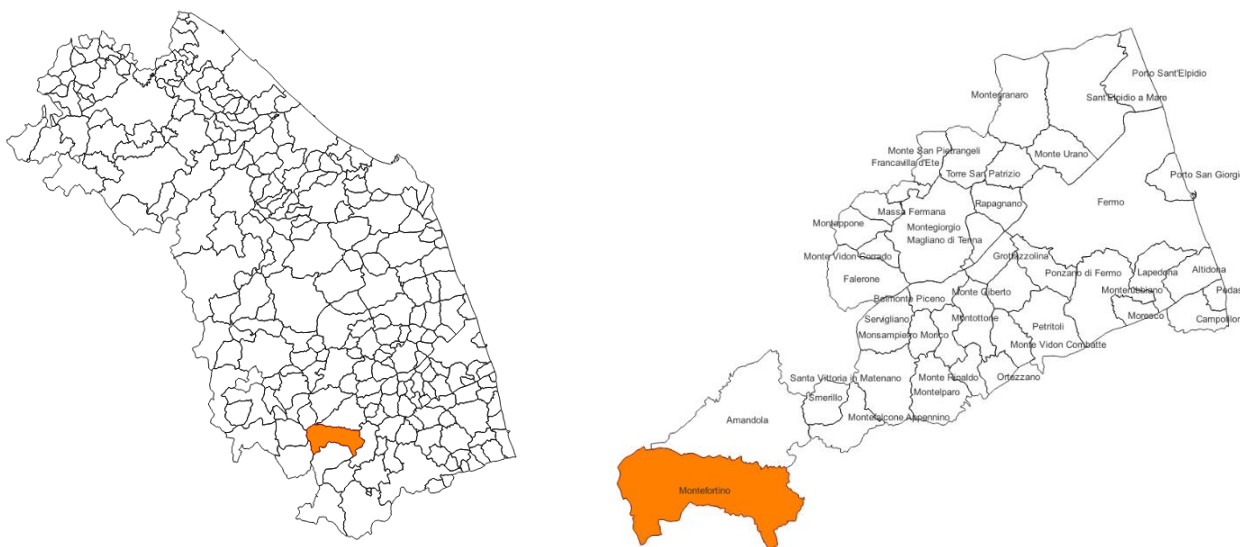 Porto Sant'Elpidio
Montegranaro
Sant'Elpidio a Mare
Monte San Pietrangeli
Monte Urano
Francavilla d'Ete
Torre San Patrizio
Porto San Giorgio
Rapagnano
Fermo
Massa Fermana
Montappone
Montegiorgio
Magliano di Tenna
Monte Vidon Corrado
Grottazzolina
Falerone
Ponzano di Fermo
Lapedona
Altidona
Belmonte Piceno
Monte Giberto
Monterubbiano
Pedas
Servigliano
Montottone
Moresco
Campofilon
Monsampietro Morico
Petritoli
Monte Vidon Combatte
Santa Vittoria in Matenano
Monte Rinaldo
Ortezzano
Smerillo
Montelparo
Amandola
Montefalcone Appennino
Montefortino